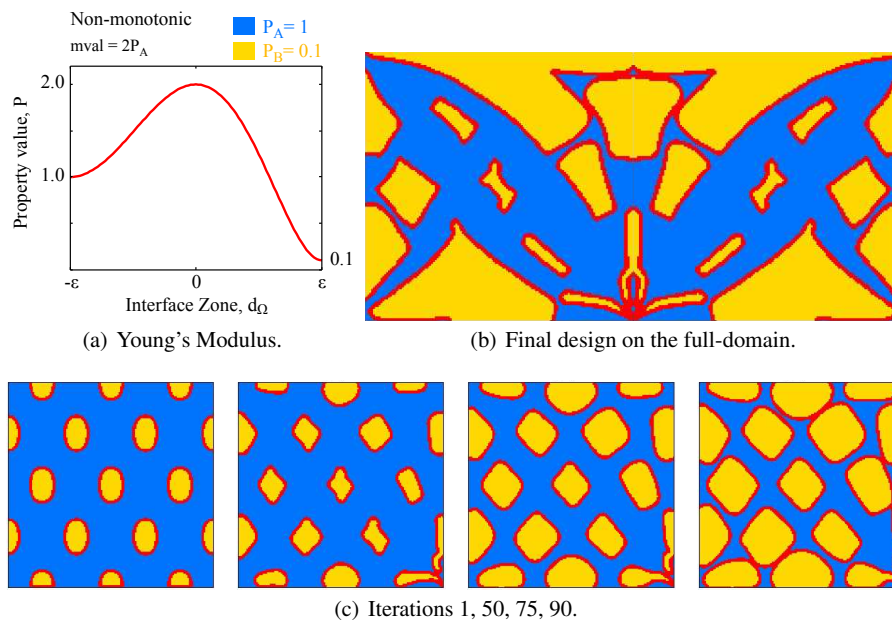 Non-monotonic
mval = 2P_A
P_A= 1
P_B= 0.1
Property value, P
2.0
1.0
0.1
-ε
0
ε
Interface Zone, d_Ω
(a) Young's Modulus.
(b) Final design on the full-domain.
(c) Iterations 1, 50, 75, 90.